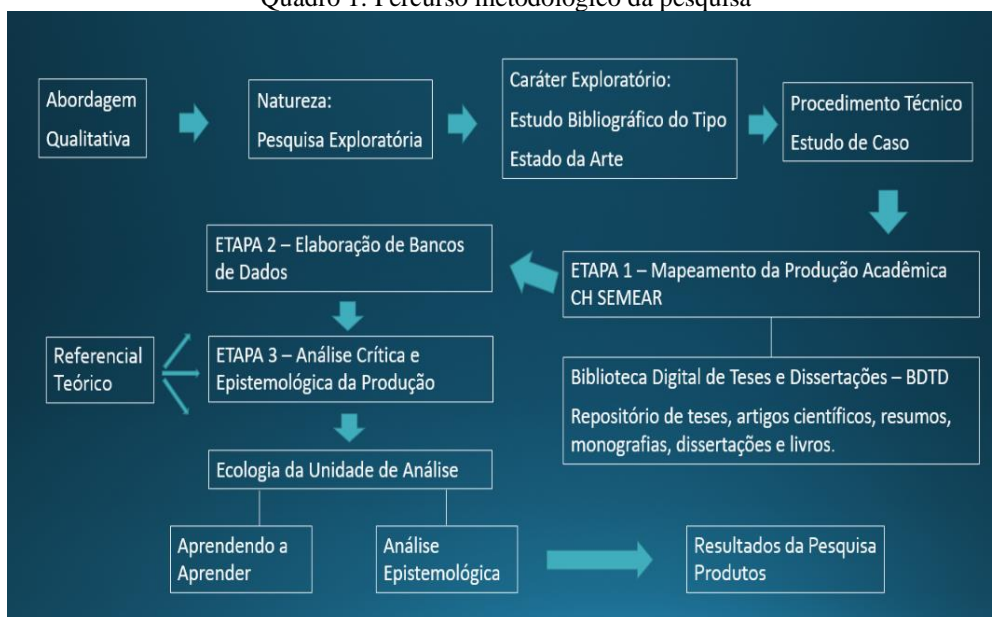 Quadro 1: Percurso metodológico da pesquisa
Abordagem
Qualitativa
Natureza:
Pesquisa Exploratória
Caráter Exploratório:
Estudo Bibliográfico do Tipo
Estado da Arte
Procedimento Técnico
Estudo de Caso
ETAPA 1 – Mapeamento da Produção Acadêmica
CH SEMEAR
Biblioteca Digital de Teses e Dissertações – BDTD
Repositório de teses, artigos científicos, resumos,
monografias, dissertações e livros.
ETAPA 2 – Elaboração de Bancos
de Dados
Referencial
Teórico
ETAPA 3 – Análise Crítica e
Epistemológica da Produção
Ecologia da Unidade de Análise
Aprendendo a
Aprender
Análise
Epistemológica
Resultados da Pesquisa
Produtos